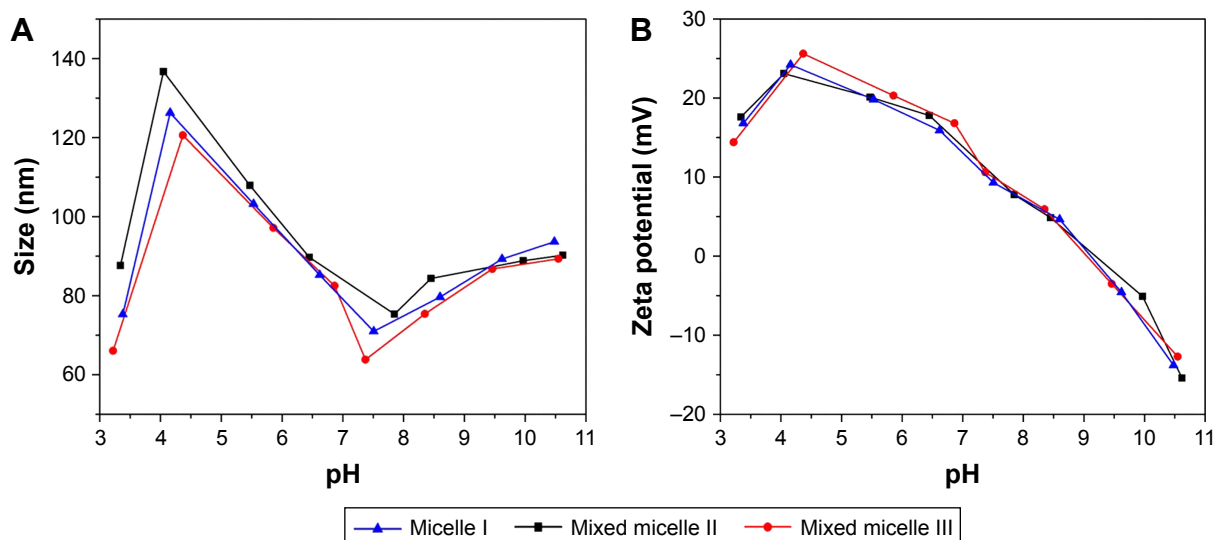 A
Size (nm)
140
120
100
80
60
3 4 5 6 7 8 9 10 11
pH
B
Zeta potential (mV)
30
20
10
0
–10
–20
3 4 5 6 7 8 9 10 11
pH
Micelle I Mixed micelle II Mixed micelle III